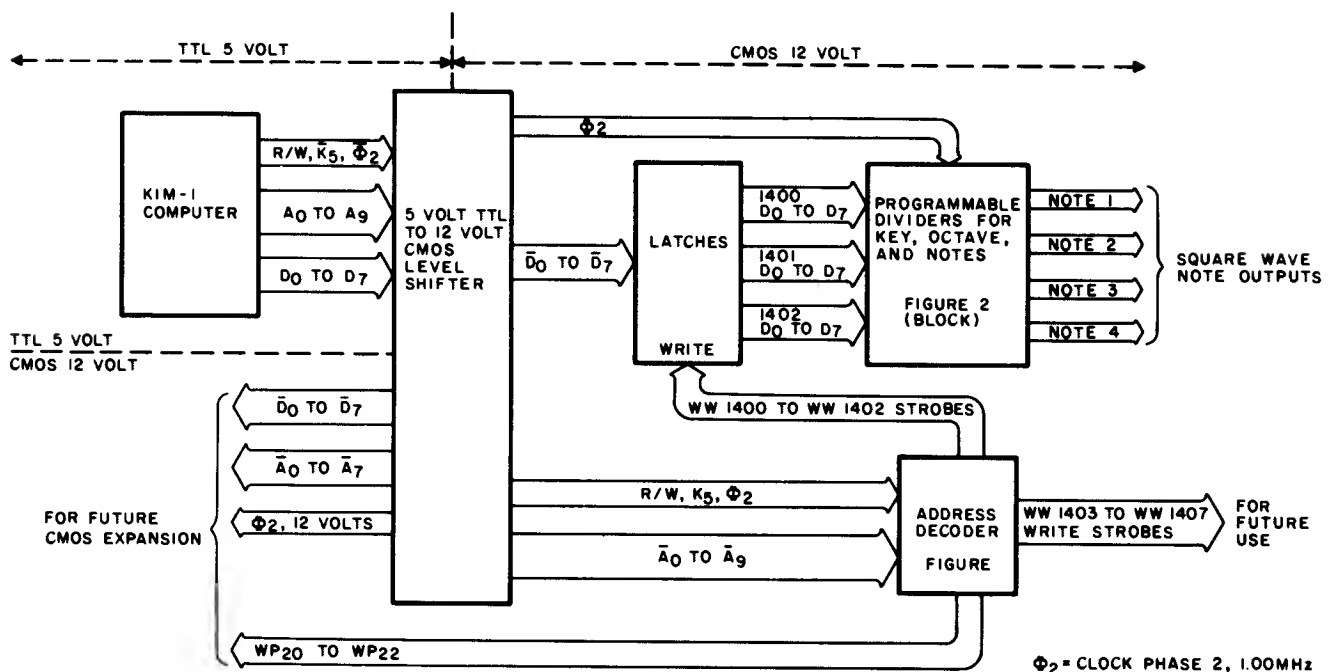 TTL 5 VOLT
CMOS 12 VOLT
KIM-1
COMPUTER
R/W, K̄5, Φ̄2
A0 TO A9
D0 TO D7
5 VOLT TTL
TO 12 VOLT
CMOS
LEVEL
SHIFTER
Φ2
D̄0 TO D̄7
LATCHES
WRITE
1400
D0 TO D7
1401
D0 TO D7
1402
D0 TO D7
PROGRAMMABLE
DIVIDERS FOR
KEY, OCTAVE,
AND NOTES
FIGURE 2
(BLOCK)
NOTE 1
NOTE 2
NOTE 3
NOTE 4
SQUARE WAVE
NOTE OUTPUTS
TTL 5 VOLT
CMOS 12 VOLT
D̄0 TO D̄7
Ā0 TO Ā7
Φ2, 12 VOLTS
FOR FUTURE
CMOS EXPANSION
WW 1400 TO WW 1402 STROBES
R/W, K5, Φ2
Ā0 TO Ā9
ADDRESS
DECODER
FIGURE
WW 1403 TO WW 1407
WRITE STROBES
FOR
FUTURE
USE
WP20 TO WP22
Φ2 = CLOCK PHASE 2, 1.00MHz